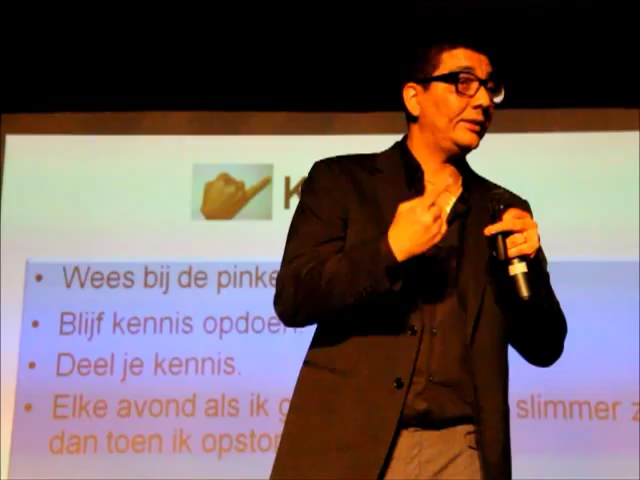 K
• Wees bij de pinke
• Blijf kennis opdoen
• Deel je kennis.
• Elke avond als ik g slimmer z
dan toen ik opsto